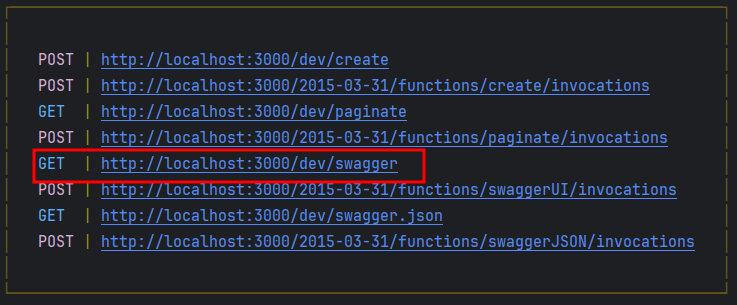 POST | http://localhost:3000/dev/create
POST | http://localhost:3000/2015-03-31/functions/create/invocations
GET | http://localhost:3000/dev/paginate
POST | http://localhost:3000/2015-03-31/functions/paginate/invocations
GET | http://localhost:3000/dev/swagger
POST | http://localhost:3000/2015-03-31/functions/swaggerUI/invocations
GET | http://localhost:3000/dev/swagger.json
POST | http://localhost:3000/2015-03-31/functions/swaggerJSON/invocations